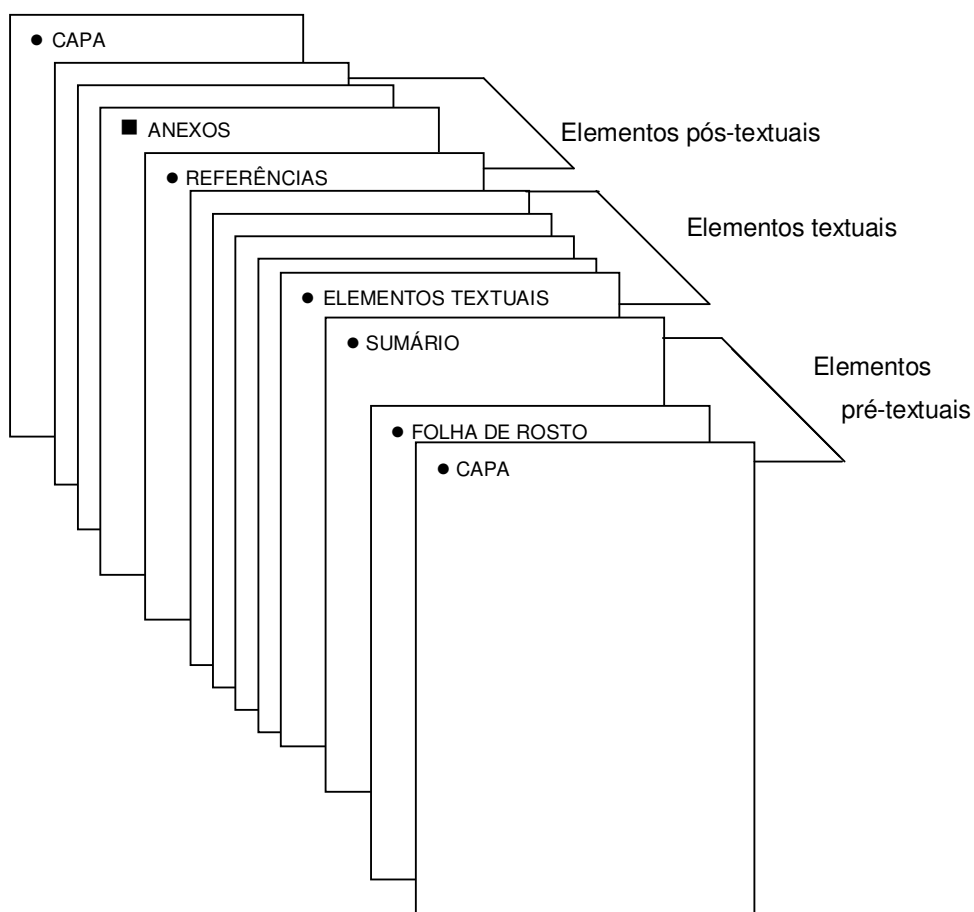 ● CAPA
■ ANEXOS
Elementos pós-textuais
● REFERÊNCIAS
Elementos textuais
● ELEMENTOS TEXTUAIS
● SUMÁRIO
Elementos
pré-textuais
● FOLHA DE ROSTO
● CAPA